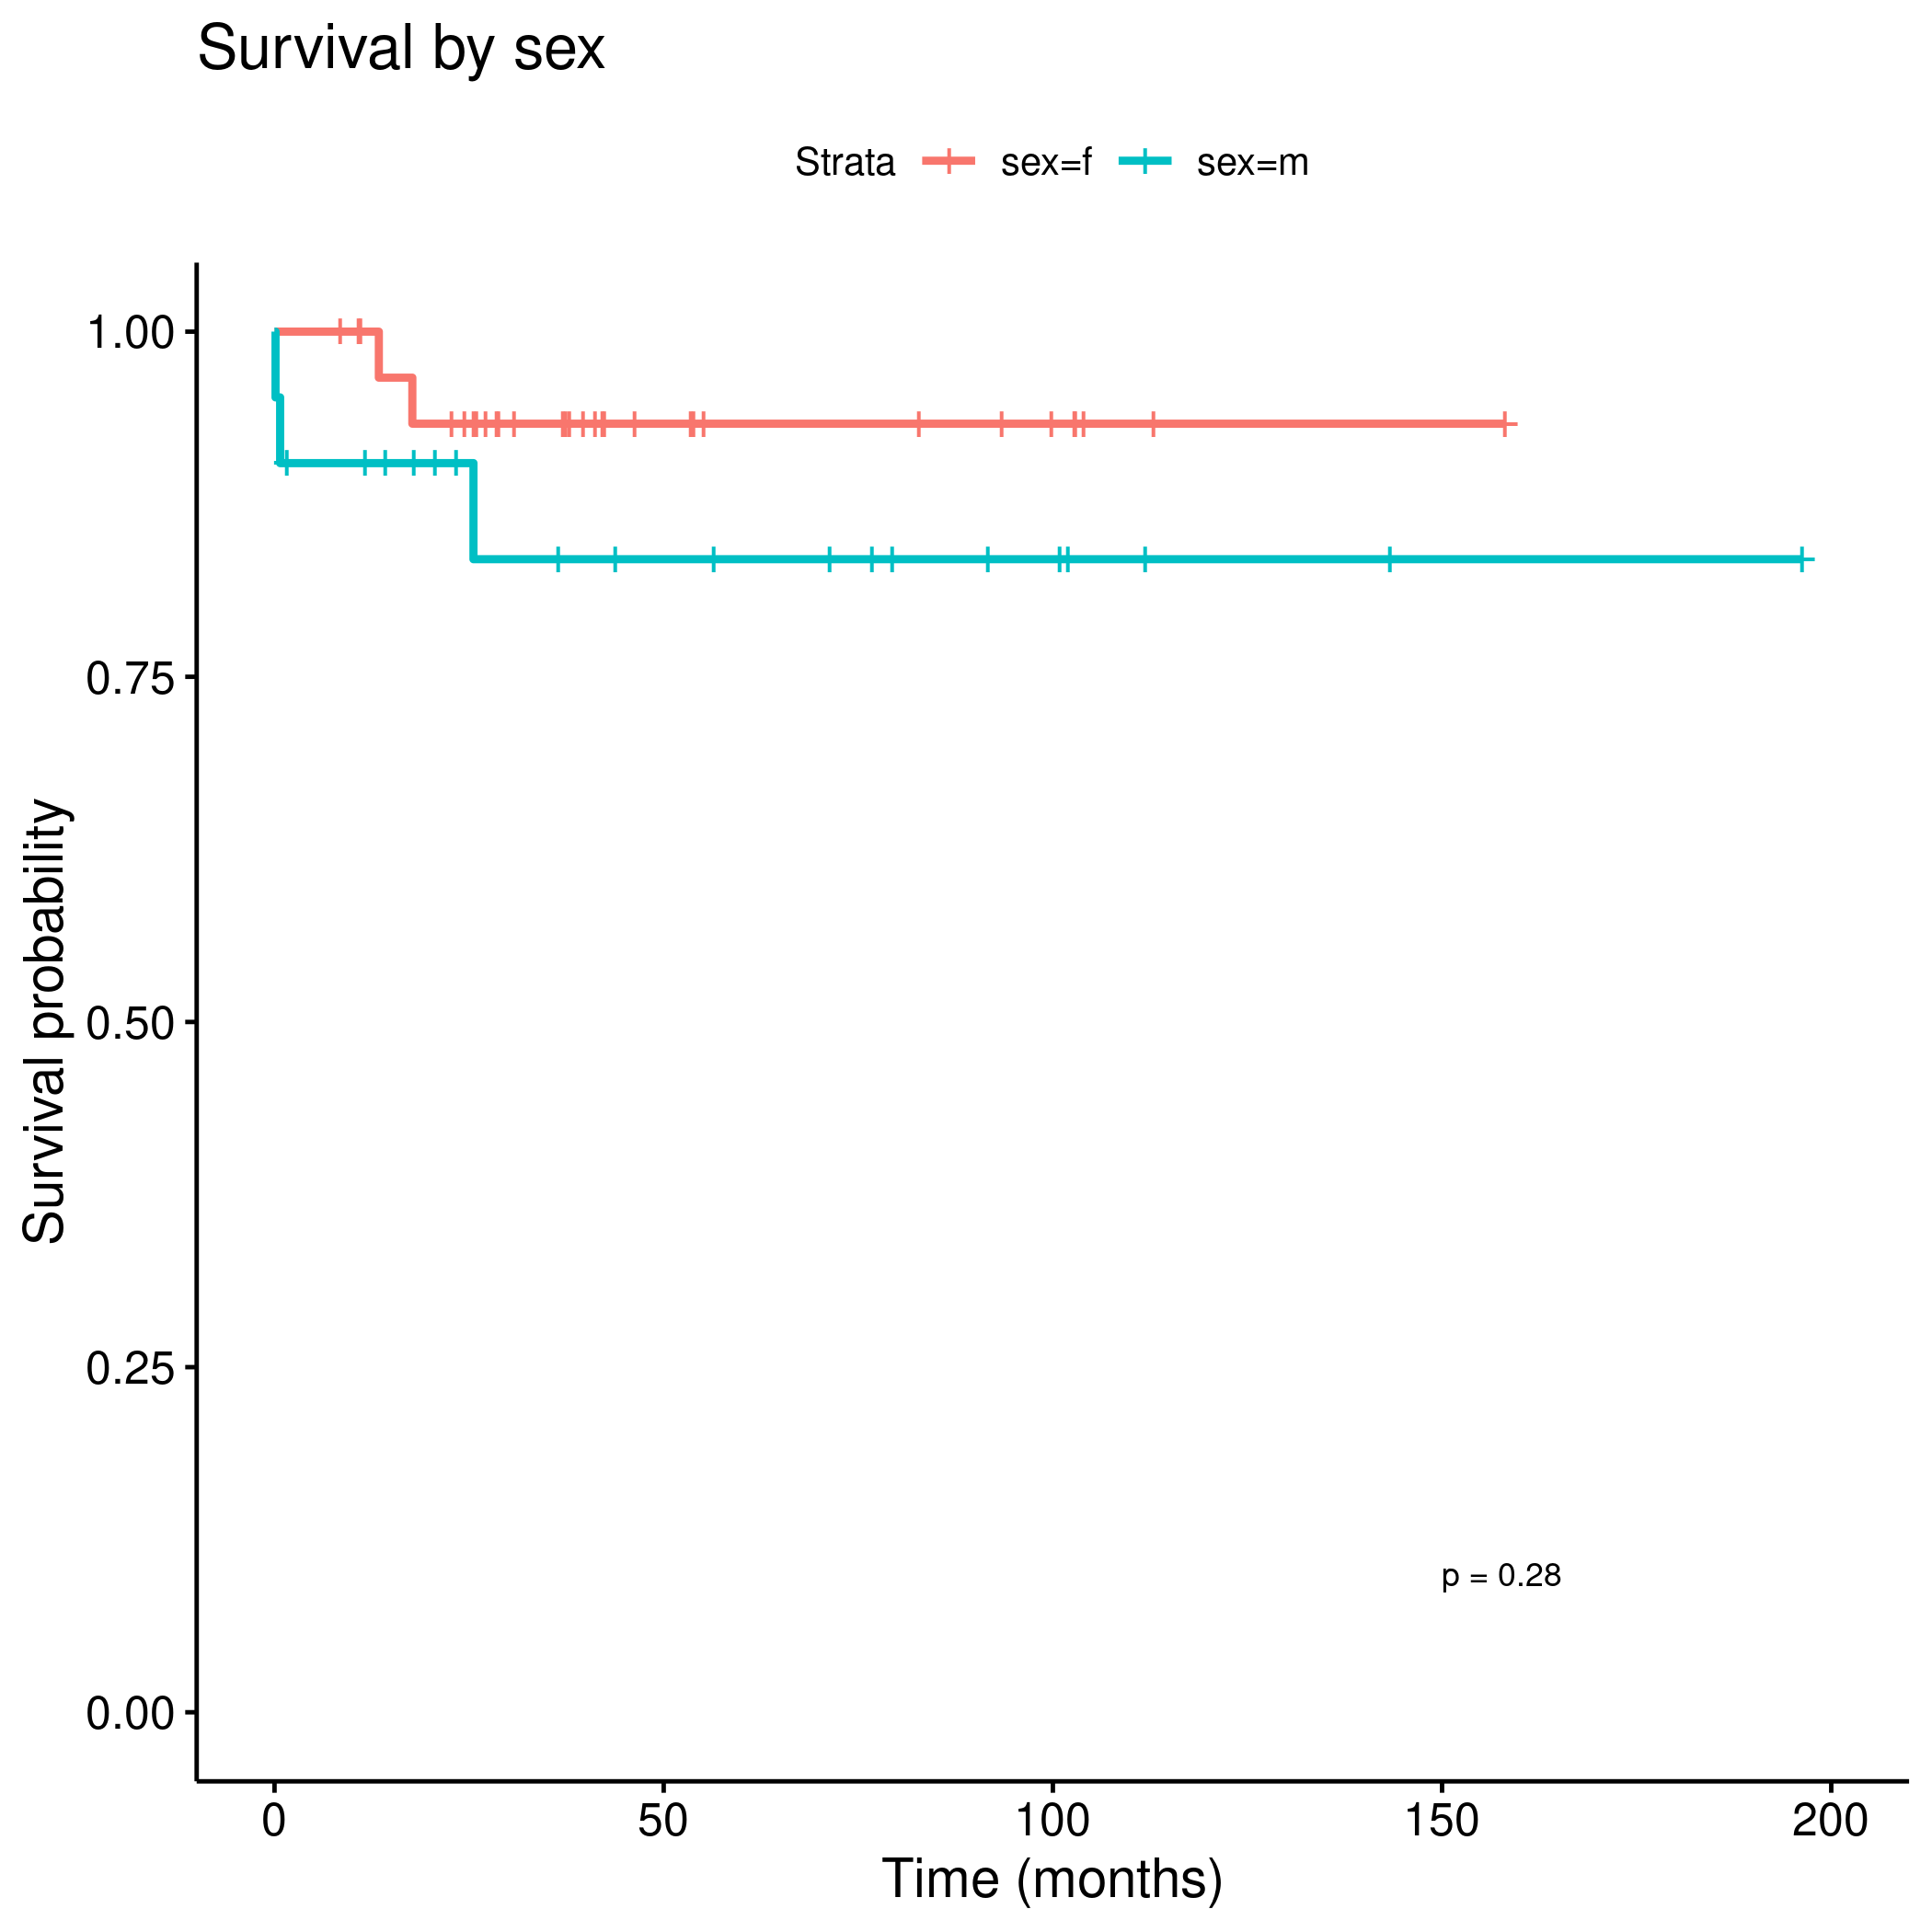 Survival by sex
Strata sex=f sex=m
1.00
0.75
0.50
0.25
0.00
Survival probability
p = 0.28
0 50 100 150 200
Time (months)